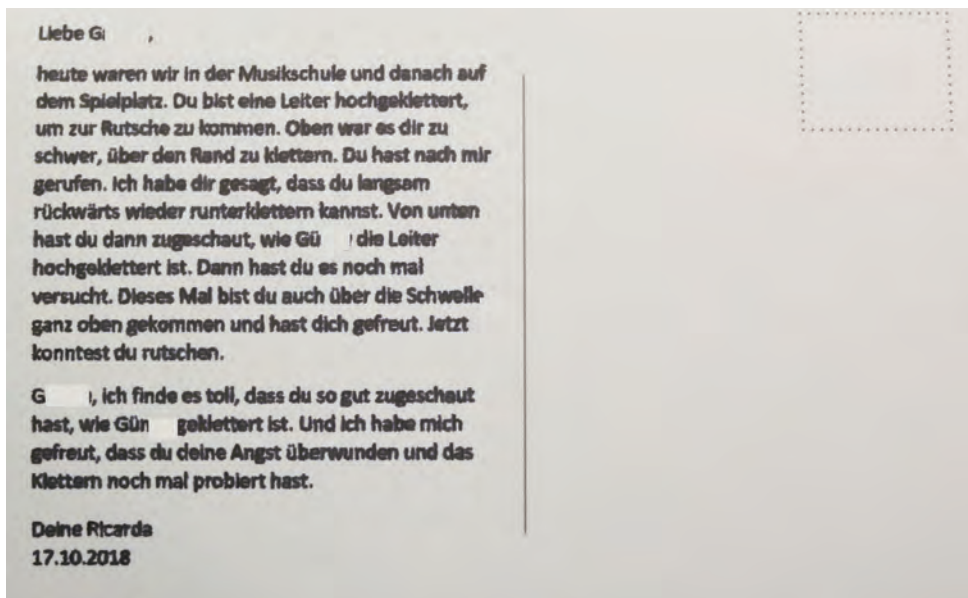 Liebe G ,
heute waren wir in der Musikschule und danach auf
dem Spielplatz. Du bist eine Leiter hochgeklettert,
um zur Rutsche zu kommen. Oben war es dir zu
schwer, über den Rand zu klettern. Du hast nach mir
gerufen. Ich habe dir gesagt, dass du langsam
rückwärts wieder runterklettern kannst. Von unten
hast du dann zugeschaut, wie Gü die Leiter
hochgeklettert ist. Dann hast du es noch mal
versucht. Dieses Mal bist du auch über die Schwelle
ganz oben gekommen und hast dich gefreut. Jetzt
konntest du rutschen.
G , ich finde es toll, dass du so gut zugeschaut
hast, wie Gün geklettert ist. Und ich habe mich
gefreut, dass du deine Angst überwunden und das
Klettern noch mal probiert hast.
Deine Ricarda
17.10.2018